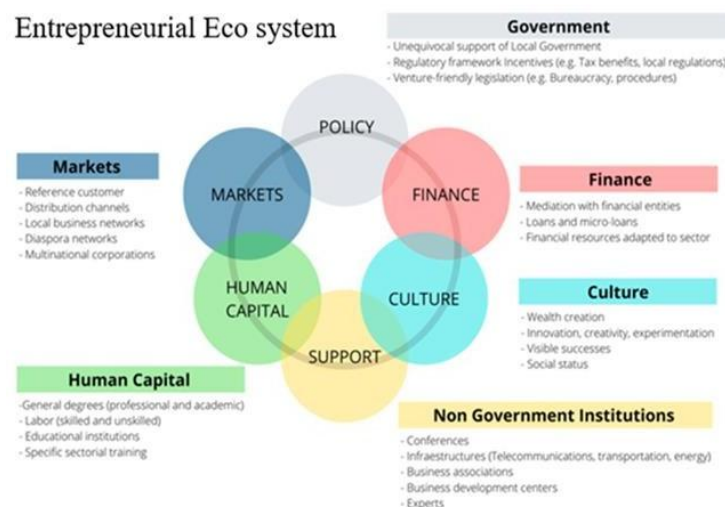 Entrepreneurial Eco system
Government
- Unequivocal support of Local Government
- Regulatory framework Incentives (e.g. Tax benefits, local regulations)
- Venture-friendly legislation (e.g. Bureaucracy, procedures)
POLICY
Markets
- Reference customer
- Distribution channels
- Local business networks
- Diaspora networks
- Multinational corporations
MARKETS
FINANCE
Finance
- Mediation with financial entities
- Loans and micro-loans
- Financial resources adapted to sector
HUMAN
CAPITAL
CULTURE
Culture
- Wealth creation
- Innovation, creativity, experimentation
- Visible successes
- Social status
SUPPORT
Human Capital
-General degrees (professional and academic)
- Labor (skilled and unskilled)
- Educational institutions
- Specific sectorial training
Non Government Institutions
- Conferences
- Infraestructures (Telecommunications, transportation, energy)
- Business associations
- Business development centers
- Experts